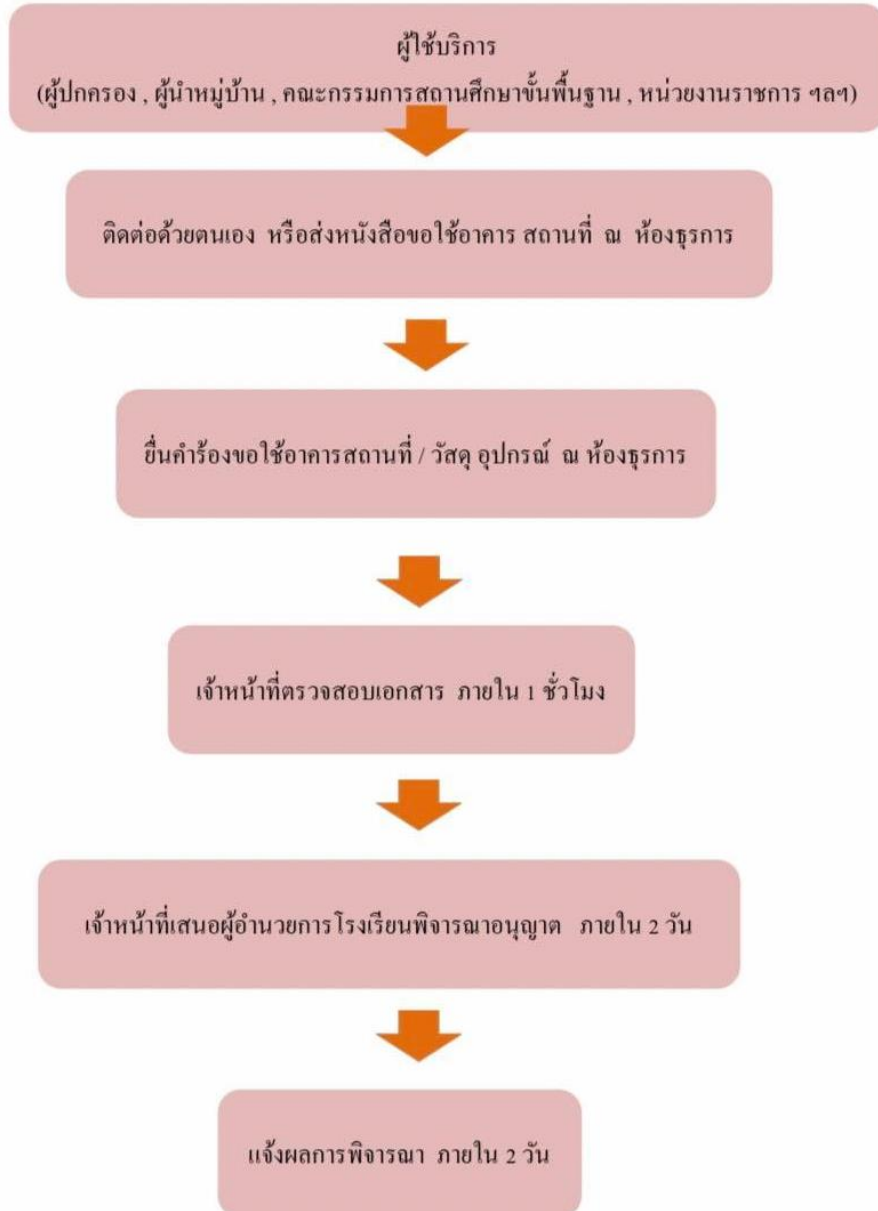 ผู้ใช้บริการ
(ผู้ปกครอง , ผู้นำหมู่บ้าน , คณะกรรมการสถานศึกษาขั้นพื้นฐาน , หน่วยงานราชการ ฯลฯ)
ติดต่อด้วยตนเอง หรือส่งหนังสือขอใช้อาคาร สถานที่ ณ ห้องธุรการ
ยื่นคำร้องขอใช้อาคารสถานที่ / วัสดุ อุปกรณ์ ณ ห้องธุรการ
เจ้าหน้าที่ตรวจสอบเอกสาร ภายใน 1 ชั่วโมง
เจ้าหน้าที่เสนอผู้อำนวยการโรงเรียนพิจารณาอนุญาต ภายใน 2 วัน
แจ้งผลการพิจารณา ภายใน 2 วัน